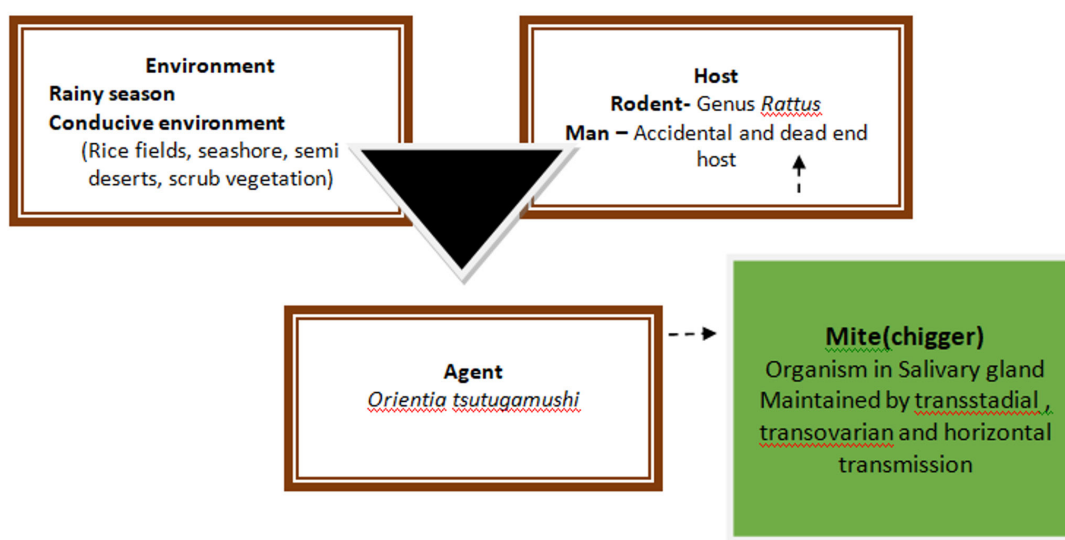 Environment
Rainy season
Conducive environment
(Rice fields, seashore, semi
deserts, scrub vegetation)
Host
Rodent- Genus Rattus
Man – Accidental and dead end
host
Agent
Orientia tsutugamushi
Mite(chigger)
Organism in Salivary gland
Maintained by transstadial ,
transovarian and horizontal
transmission